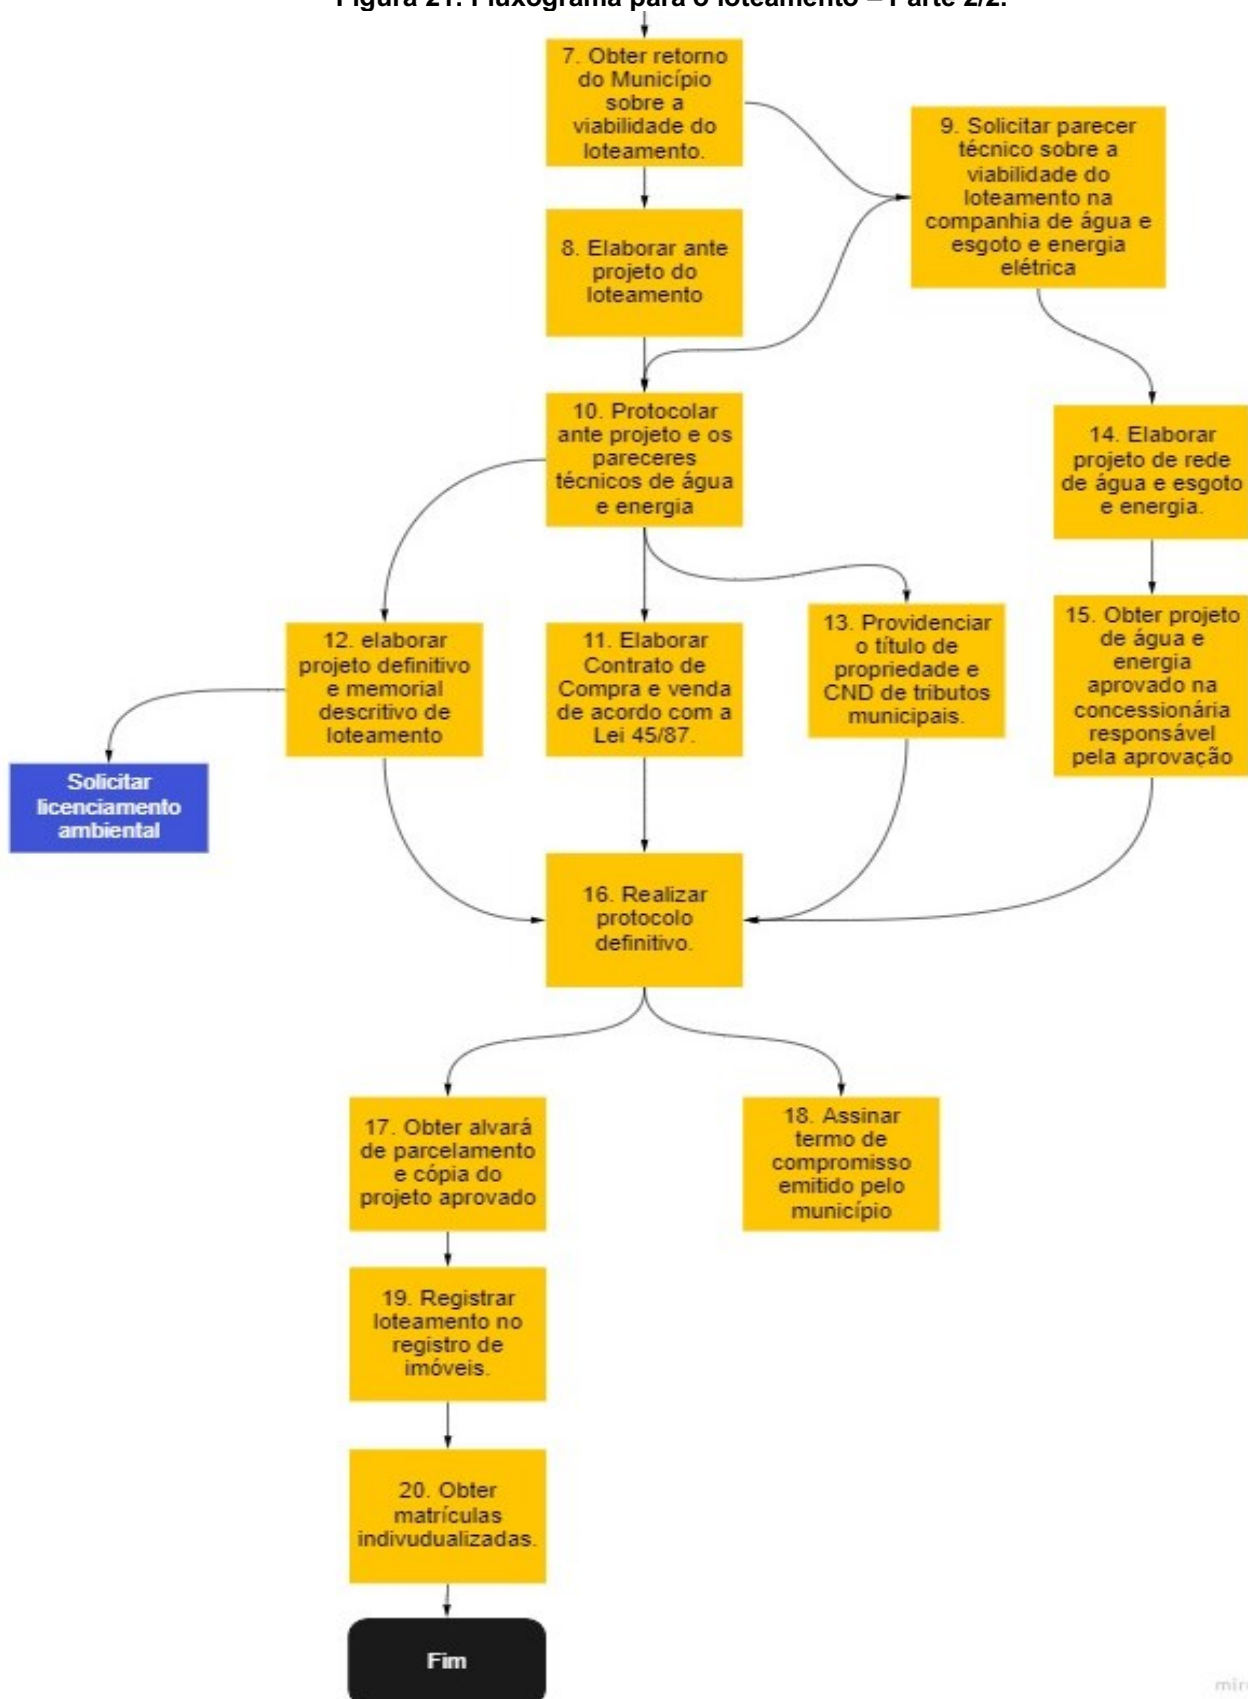 Figura 21: Fluxograma para o loteamento – Parte 2/2.
7. Obter retorno
do Município
sobre a
viabilidade do
loteamento.
9. Solicitar parecer
técnico sobre a
viabilidade do
loteamento na
companhia de água e
esgoto e energia
elétrica
8. Elaborar ante
projeto do
loteamento
10. Protocolar
ante projeto e os
pareceres
técnicos de água
e energia
14. Elaborar
projeto de rede
de água e esgoto
e energia.
12. elaborar
projeto definitivo
e memorial
descritivo de
loteamento
11. Elaborar
Contrato de
Compra e venda
de acordo com a
Lei 45/87.
13. Providenciar
o título de
propriedade e
CND de tributos
municipais.
15. Obter projeto
de água e
energia
aprovado na
concessionária
responsável
pela aprovação
Solicitar
licenciamento
ambiental
16. Realizar
protocolo
definitivo.
17. Obter alvará
de parcelamento
e cópia do
projeto aprovado
18. Assinar
termo de
compromisso
emitido pelo
município
19. Registrar
loteamento no
registro de
imóveis.
20. Obter
matrículas
indivudualizadas.
Fim